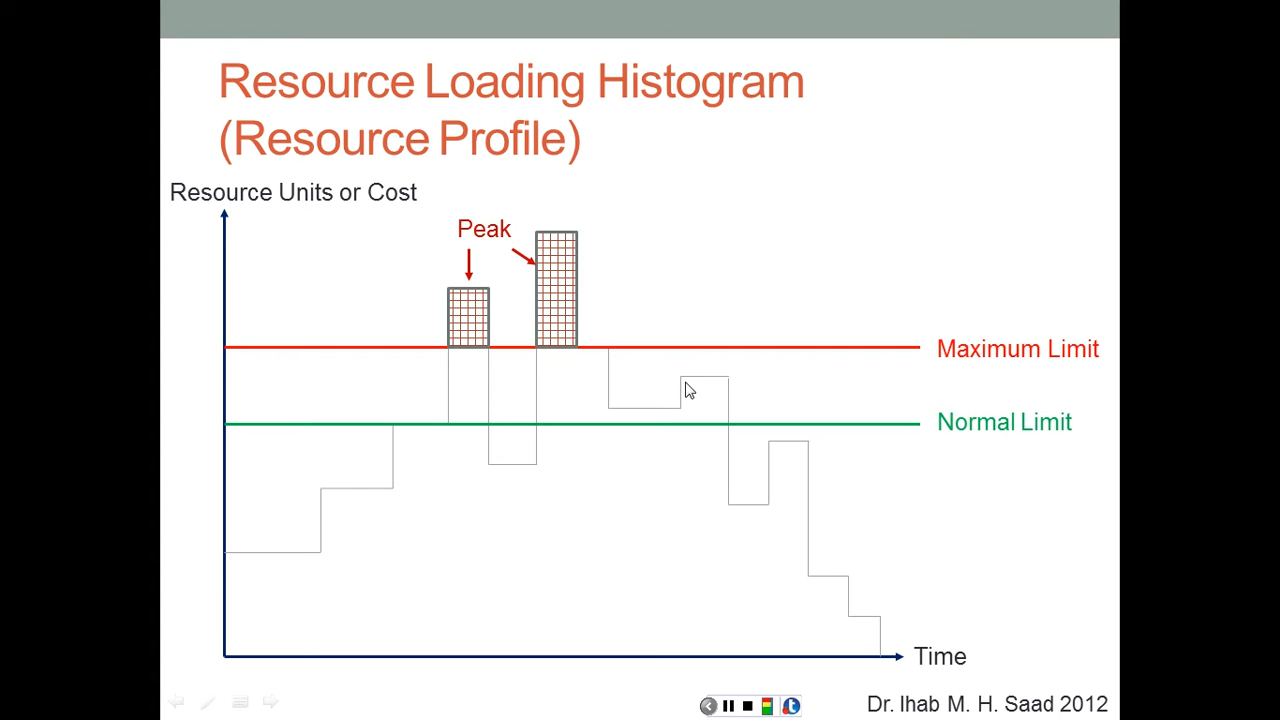 Resource Loading Histogram
(Resource Profile)
Resource Units or Cost
Peak
Maximum Limit
Normal Limit
Time
Dr. Ihab M. H. Saad 2012